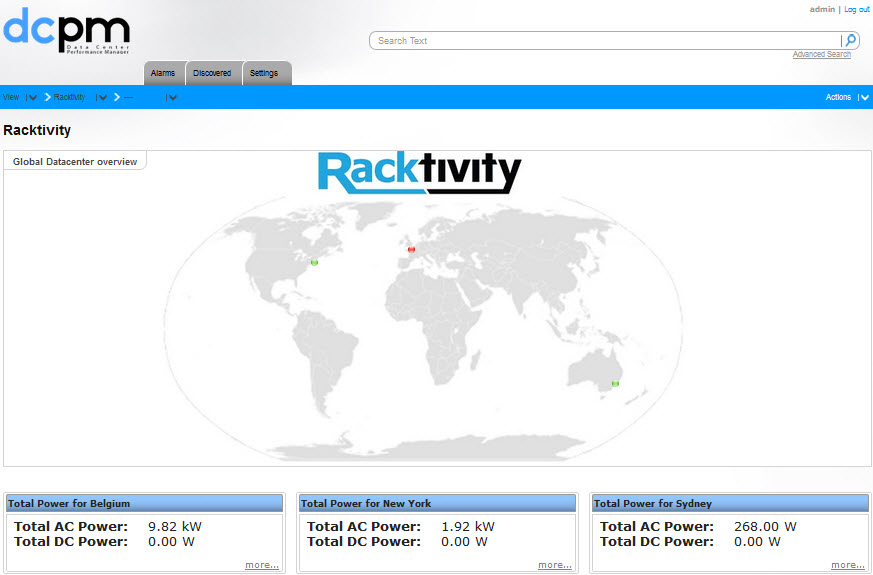 dcpm
Data Center
Performance Manager
admin | Log out
Search Text
Advanced Search
Alarms Discovered Settings
View Racktivity --- Actions
Racktivity
Global Datacenter overview
Racktivity
Total Power for Belgium
Total AC Power: 9.82 kW
Total DC Power: 0.00 W
more...
Total Power for New York
Total AC Power: 1.92 kW
Total DC Power: 0.00 W
more...
Total Power for Sydney
Total AC Power: 268.00 W
Total DC Power: 0.00 W
more...